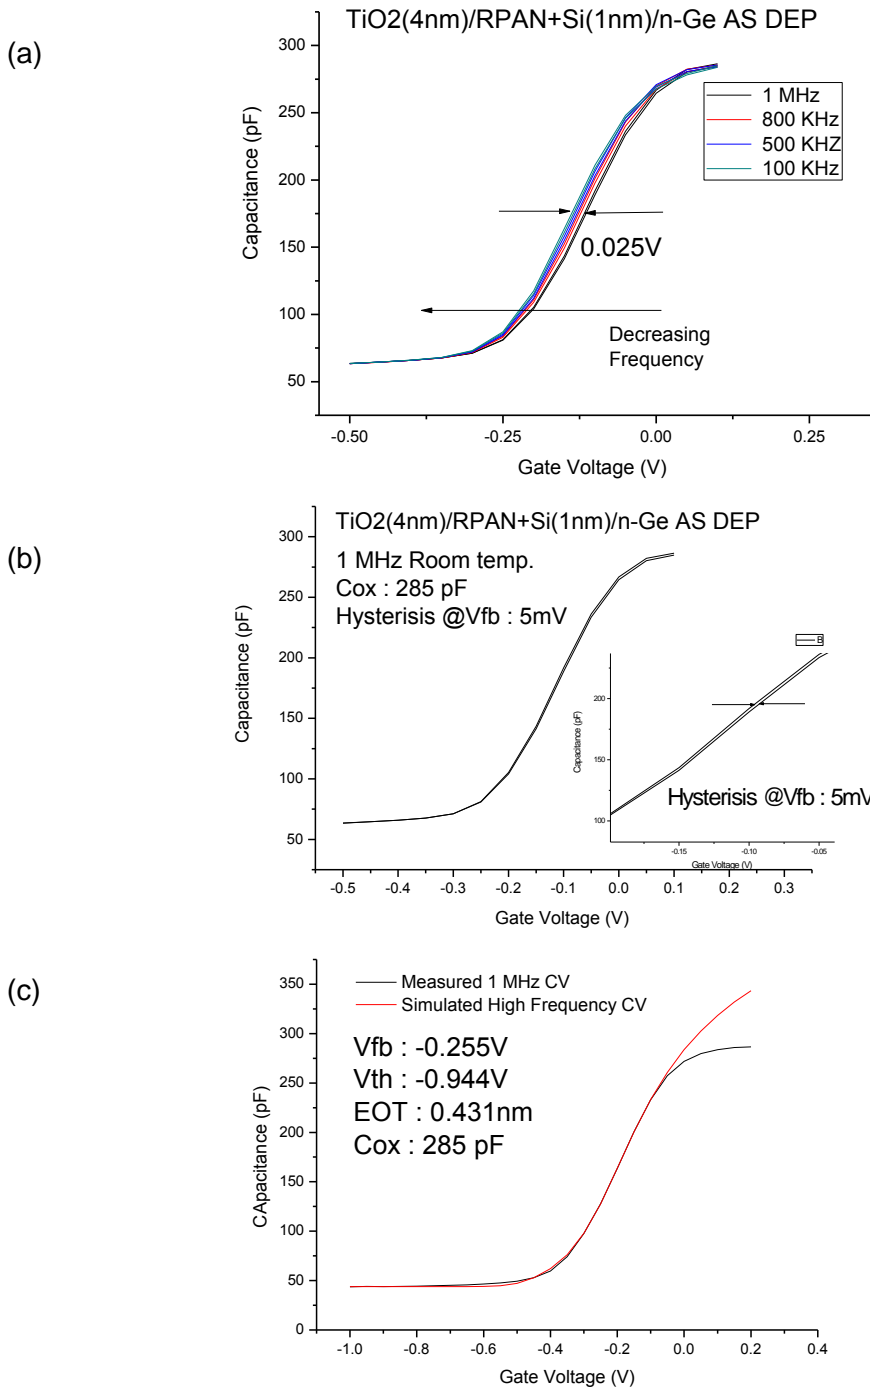 (a)
TiO2(4nm)/RPAN+Si(1nm)/n-Ge AS DEP
300
250
200
150
100
50
Capacitance (pF)
1 MHz
800 KHz
500 KHZ
100 KHz
0.025V
Decreasing
Frequency
-0.50 -0.25 0.00 0.25
Gate Voltage (V)
(b)
TiO2(4nm)/RPAN+Si(1nm)/n-Ge AS DEP
1 MHz Room temp.
Cox : 285 pF
Hysterisis @Vfb : 5mV
300
250
200
150
100
50
Capacitance (pF)
B
200
150
100
Capacitance (pF)
Hysterisis @Vfb : 5mV
-0.15 -0.10 -0.05
Gate Voltage (V)
-0.5 -0.4 -0.3 -0.2 -0.1 0.0 0.1 0.2 0.3
Gate Voltage (V)
(c)
Measured 1 MHz CV
Simulated High Frequency CV
Vfb : -0.255V
Vth : -0.944V
EOT : 0.431nm
Cox : 285 pF
350
300
250
200
150
100
50
0
CApacitance (pF)
-1.0 -0.8 -0.6 -0.4 -0.2 0.0 0.2 0.4
Gate Voltage (V)